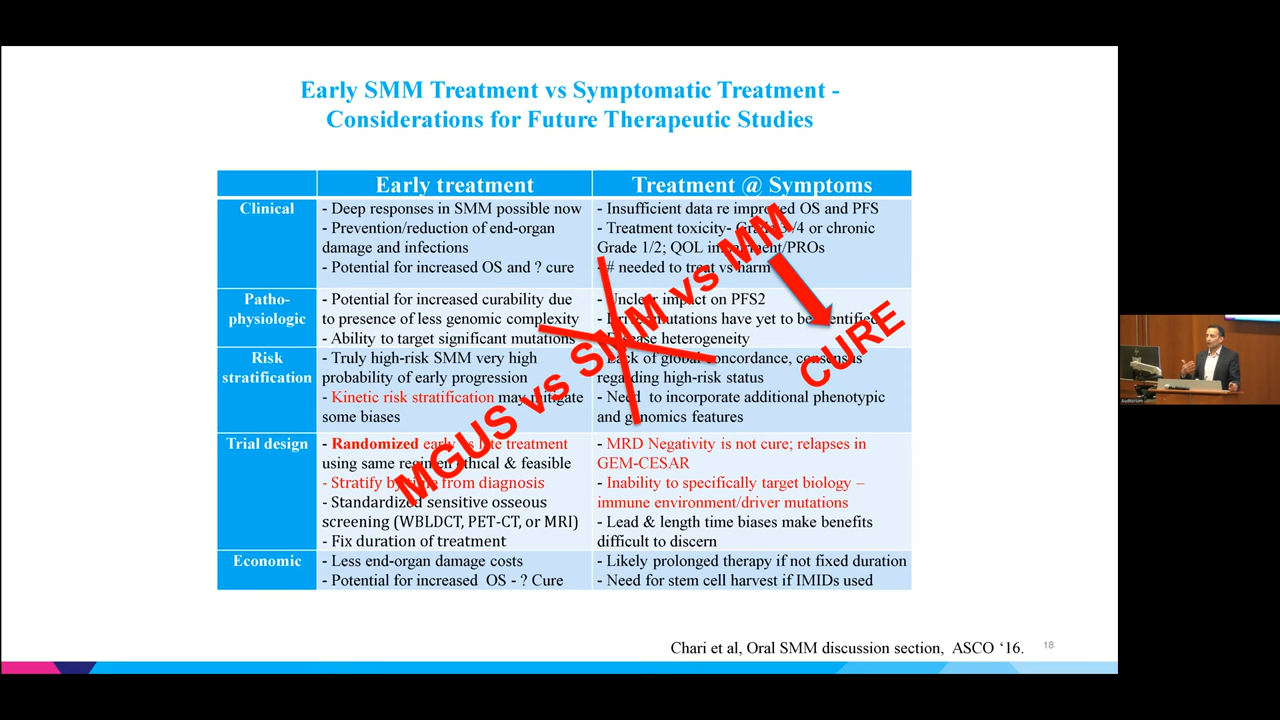 Early SMM Treatment vs Symptomatic Treatment -
Considerations for Future Therapeutic Studies
Early treatment
Treatment @ Symptoms
Clinical
- Deep responses in SMM possible now
- Prevention/reduction of end-organ
damage and infections
- Potential for increased OS and ? cure
- Insufficient data re improved OS and PFS
- Treatment toxicity- Grade 3 /4 or chronic
Grade 1/2; QOL impairment/PROs
- # needed to treat vs harm
Patho-
physiologic
- Potential for increased curability due
to presence of less genomic complexity
- Ability to target significant mutations
- Unclear impact on PFS2
- Driver mutations have yet to be identified
- Disease heterogeneity
Risk
stratification
- Truly high-risk SMM very high
probability of early progression
- Kinetic risk stratification may mitigate
some biases
- Lack of global concordance, consensus
regarding high-risk status
- Need to incorporate additional phenotypic
and genomics features
Trial design
- Randomized early vs late treatment
using same regimen ethical & feasible
- Stratify by time from diagnosis
- Standardized sensitive osseous
screening (WBLDCT, PET-CT, or MRI)
- Fix duration of treatment
- MRD Negativity is not cure; relapses in
GEM-CESAR
- Inability to specifically target biology –
immune environment/driver mutations
- Lead & length time biases make benefits
difficult to discern
Economic
- Less end-organ damage costs
- Potential for increased OS - ? Cure
- Likely prolonged therapy if not fixed duration
- Need for stem cell harvest if IMIDs used
MGUS vs SMM vs MM
CURE
Chari et al, Oral SMM discussion section, ASCO ‘16.
18
Auditorium